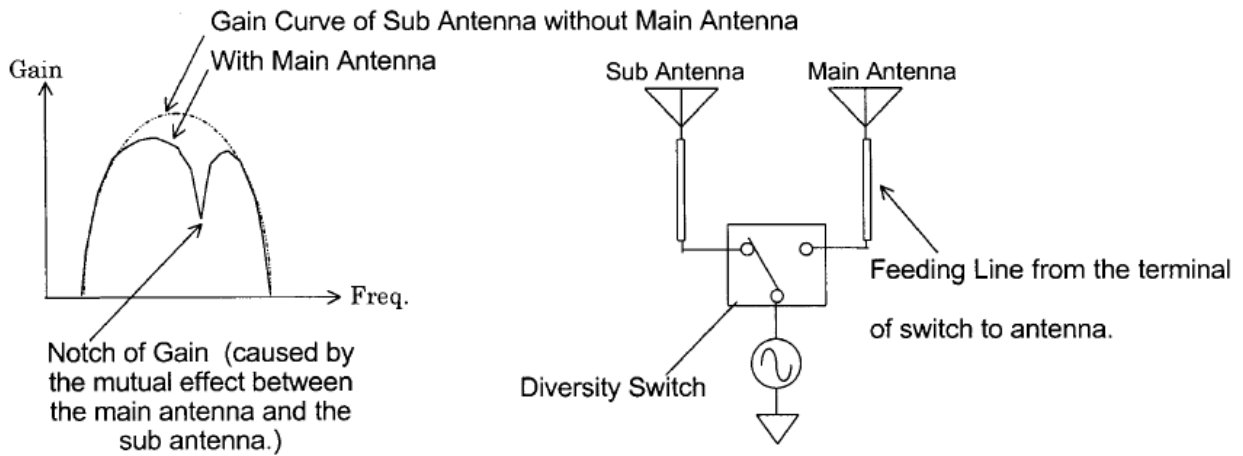 Gain Curve of Sub Antenna without Main Antenna
With Main Antenna
Gain
Freq.
Notch of Gain (caused by
the mutual effect between
the main antenna and the
sub antenna.)
Sub Antenna
Main Antenna
Feeding Line from the terminal
of switch to antenna.
Diversity Switch